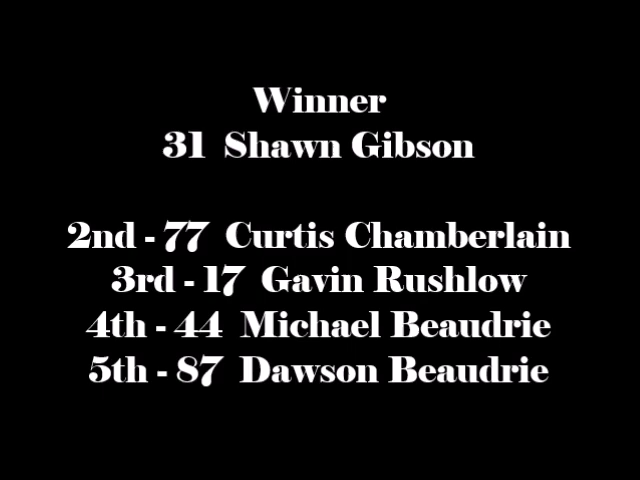 Winner
31 Shawn Gibson
2nd - 77 Curtis Chamberlain
3rd - 17 Gavin Rushlow
4th - 44 Michael Beaudrie
5th - 87 Dawson Beaudrie